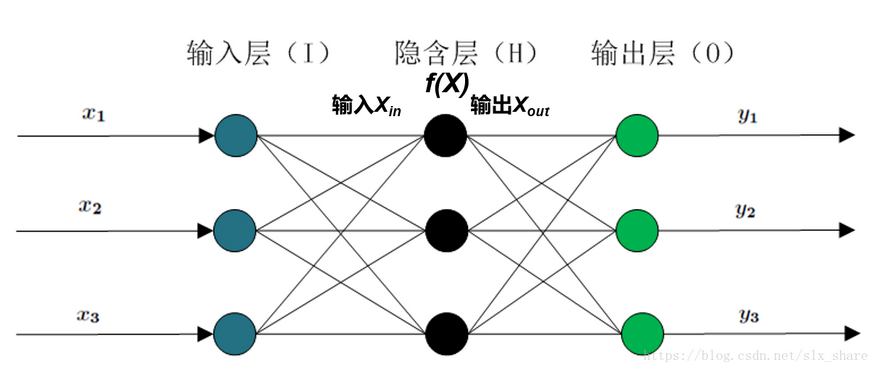 输入层（I）
隐含层（H）
输出层（O）
f(X)
输入Xin
输出Xout
x1
y1
x2
y2
x3
y3
https://blog.csdn.net/slx_share